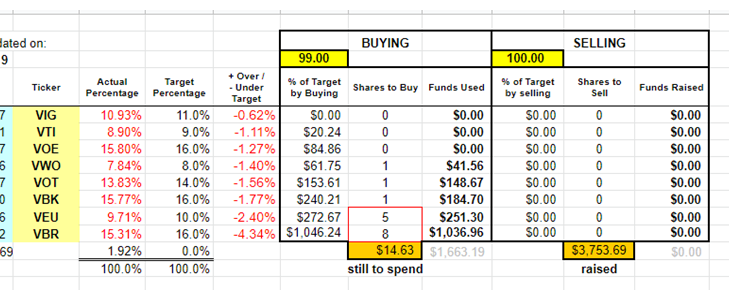 dated on: BUYING SELLING
9 99.00 100.00
Ticker Actual Percentage Target Percentage + Over / - Under Target % of Target by Buying Shares to Buy Funds Used % of Target by selling Shares to Sell Funds Raised
7 VIG 10.93% 11.0% -0.62% $0.00 0 $0.00 $0.00 0 $0.00
1 VTI 8.90% 9.0% -1.11% $20.24 0 $0.00 $0.00 0 $0.00
7 VOE 15.80% 16.0% -1.27% $84.86 0 $0.00 $0.00 0 $0.00
6 VWO 7.84% 8.0% -1.40% $61.75 1 $41.56 $0.00 0 $0.00
7 VOT 13.83% 14.0% -1.56% $153.61 1 $148.67 $0.00 0 $0.00
0 VBK 15.77% 16.0% -1.77% $240.21 1 $184.70 $0.00 0 $0.00
6 VEU 9.71% 10.0% -2.40% $272.67 5 $251.30 $0.00 0 $0.00
2 VBR 15.31% 16.0% -4.34% $1,046.24 8 $1,036.96 $0.00 0 $0.00
69 1.92% 0.0% $14.63 $1,663.19 $3,753.69 $0.00
100.0% 100.0% still to spend raised